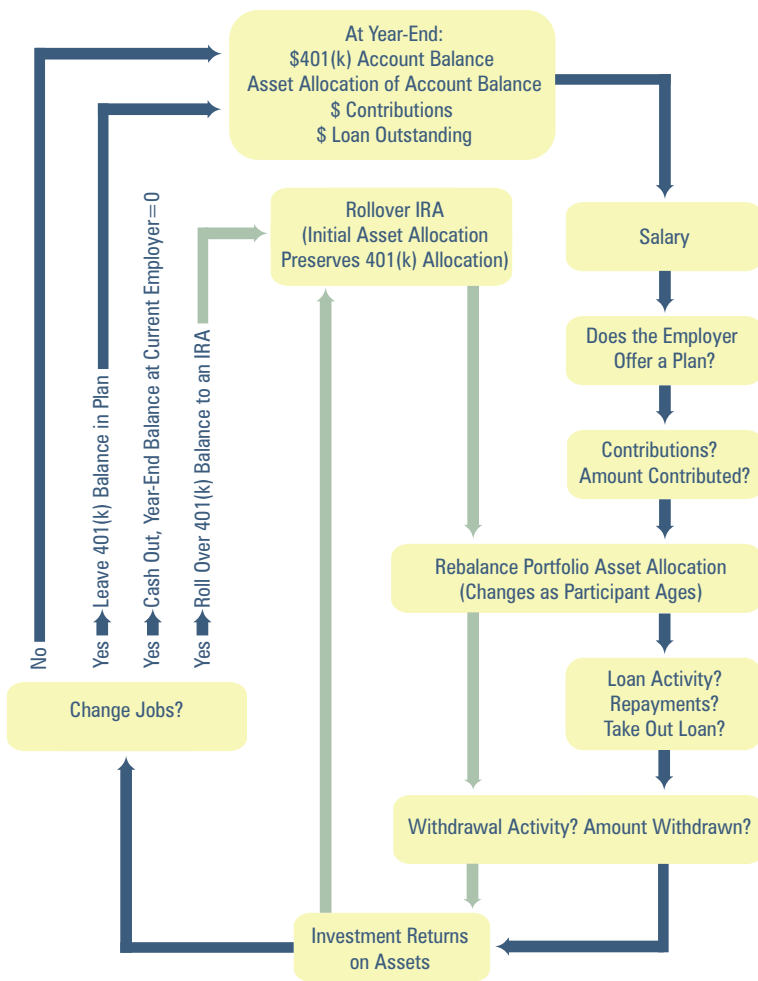 At Year-End:
$401(k) Account Balance
Asset Allocation of Account Balance
$ Contributions
$ Loan Outstanding
Rollover IRA
(Initial Asset Allocation
Preserves 401(k) Allocation)
Salary
Does the Employer
Offer a Plan?
Contributions?
Amount Contributed?
Rebalance Portfolio Asset Allocation
(Changes as Participant Ages)
Loan Activity?
Repayments?
Take Out Loan?
Withdrawal Activity? Amount Withdrawn?
Investment Returns
on Assets
Change Jobs?
No
Yes Leave 401(k) Balance in Plan
Yes Cash Out, Year-End Balance at Current Employer=0
Yes Roll Over 401(k) Balance to an IRA